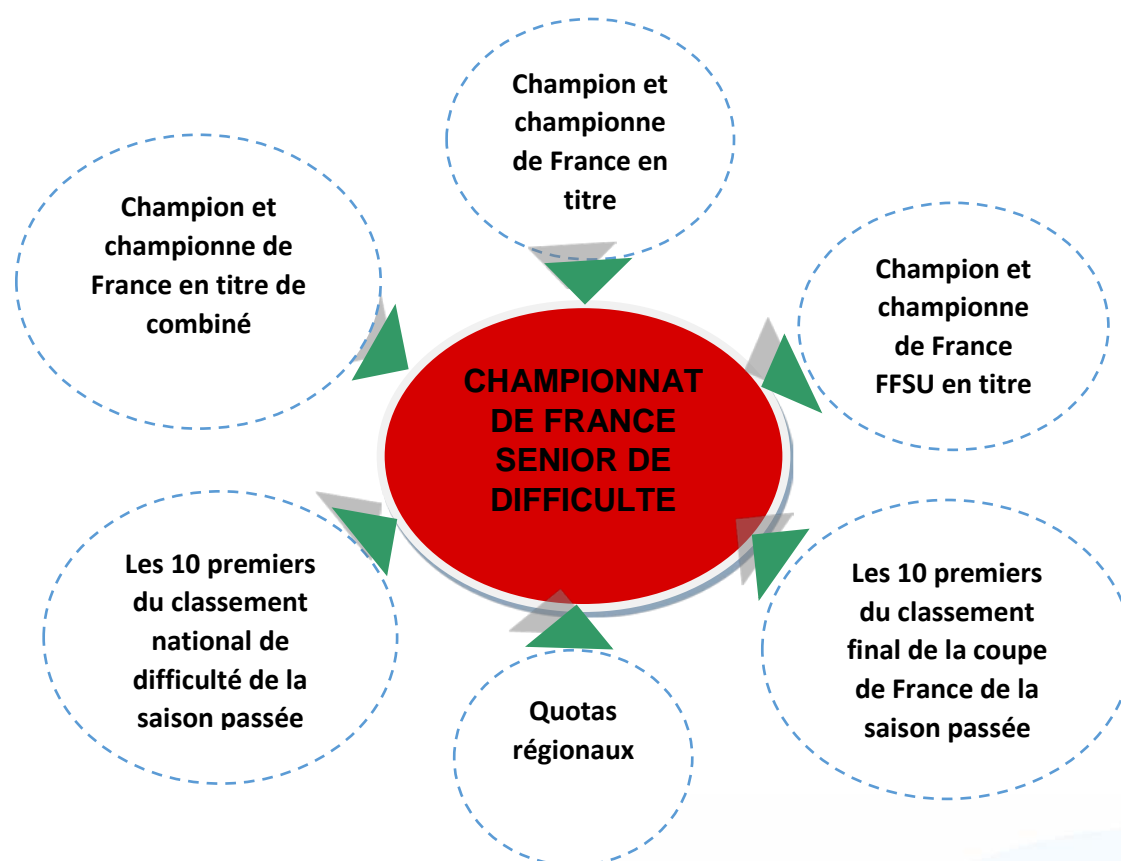 Champion et
championne
de France en
titre
Champion et
championne de
France en titre de
combiné
Champion et
championne
de France
FFSU en titre
CHAMPIONNAT
DE FRANCE
SENIOR DE
DIFFICULTE
Les 10 premiers
du classement
national de
difficulté de la
saison passée
Quotas
régionaux
Les 10 premiers
du classement
final de la coupe
de France de la
saison passée